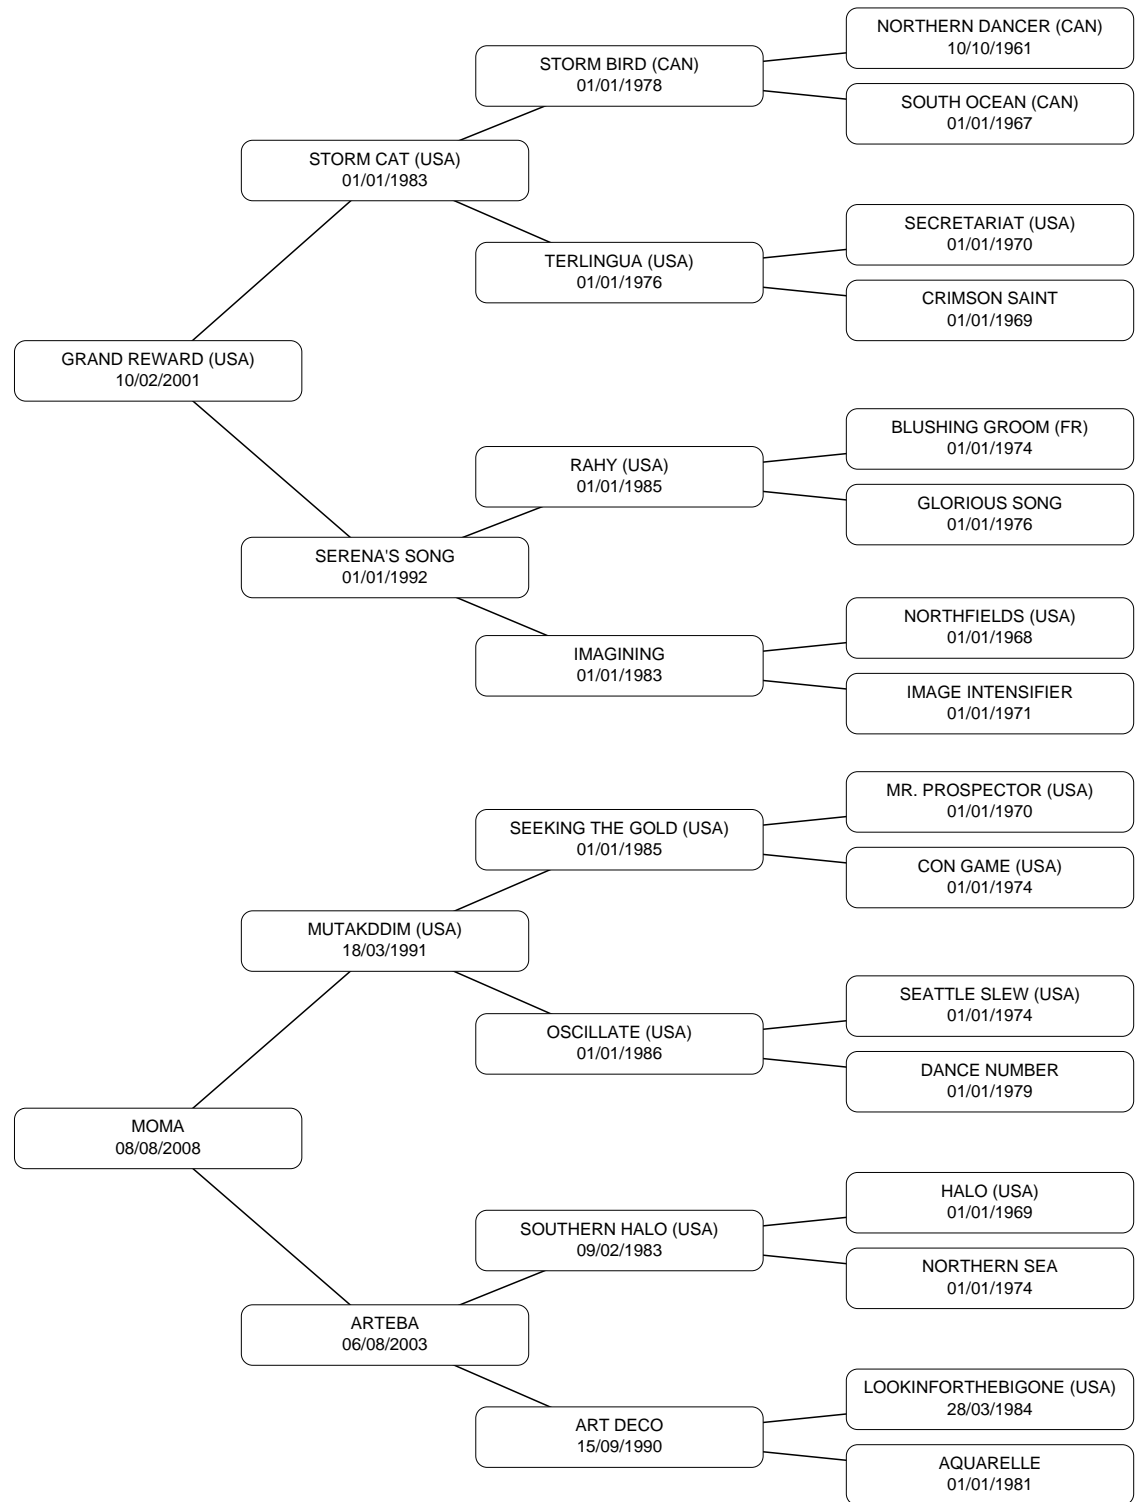 NORTHERN DANCER (CAN)
10/10/1961
STORM BIRD (CAN)
01/01/1978
SOUTH OCEAN (CAN)
01/01/1967
STORM CAT (USA)
01/01/1983
SECRETARIAT (USA)
01/01/1970
TERLINGUA (USA)
01/01/1976
CRIMSON SAINT
01/01/1969
GRAND REWARD (USA)
10/02/2001
BLUSHING GROOM (FR)
01/01/1974
RAHY (USA)
01/01/1985
GLORIOUS SONG
01/01/1976
SERENA'S SONG
01/01/1992
NORTHFIELDS (USA)
01/01/1968
IMAGINING
01/01/1983
IMAGE INTENSIFIER
01/01/1971
MR. PROSPECTOR (USA)
01/01/1970
SEEKING THE GOLD (USA)
01/01/1985
CON GAME (USA)
01/01/1974
MUTAKDDIM (USA)
18/03/1991
SEATTLE SLEW (USA)
01/01/1974
OSCILLATE (USA)
01/01/1986
DANCE NUMBER
01/01/1979
MOMA
08/08/2008
HALO (USA)
01/01/1969
SOUTHERN HALO (USA)
09/02/1983
NORTHERN SEA
01/01/1974
ARTEBA
06/08/2003
LOOKINFORTHEBIGONE (USA)
28/03/1984
ART DECO
15/09/1990
AQUARELLE
01/01/1981